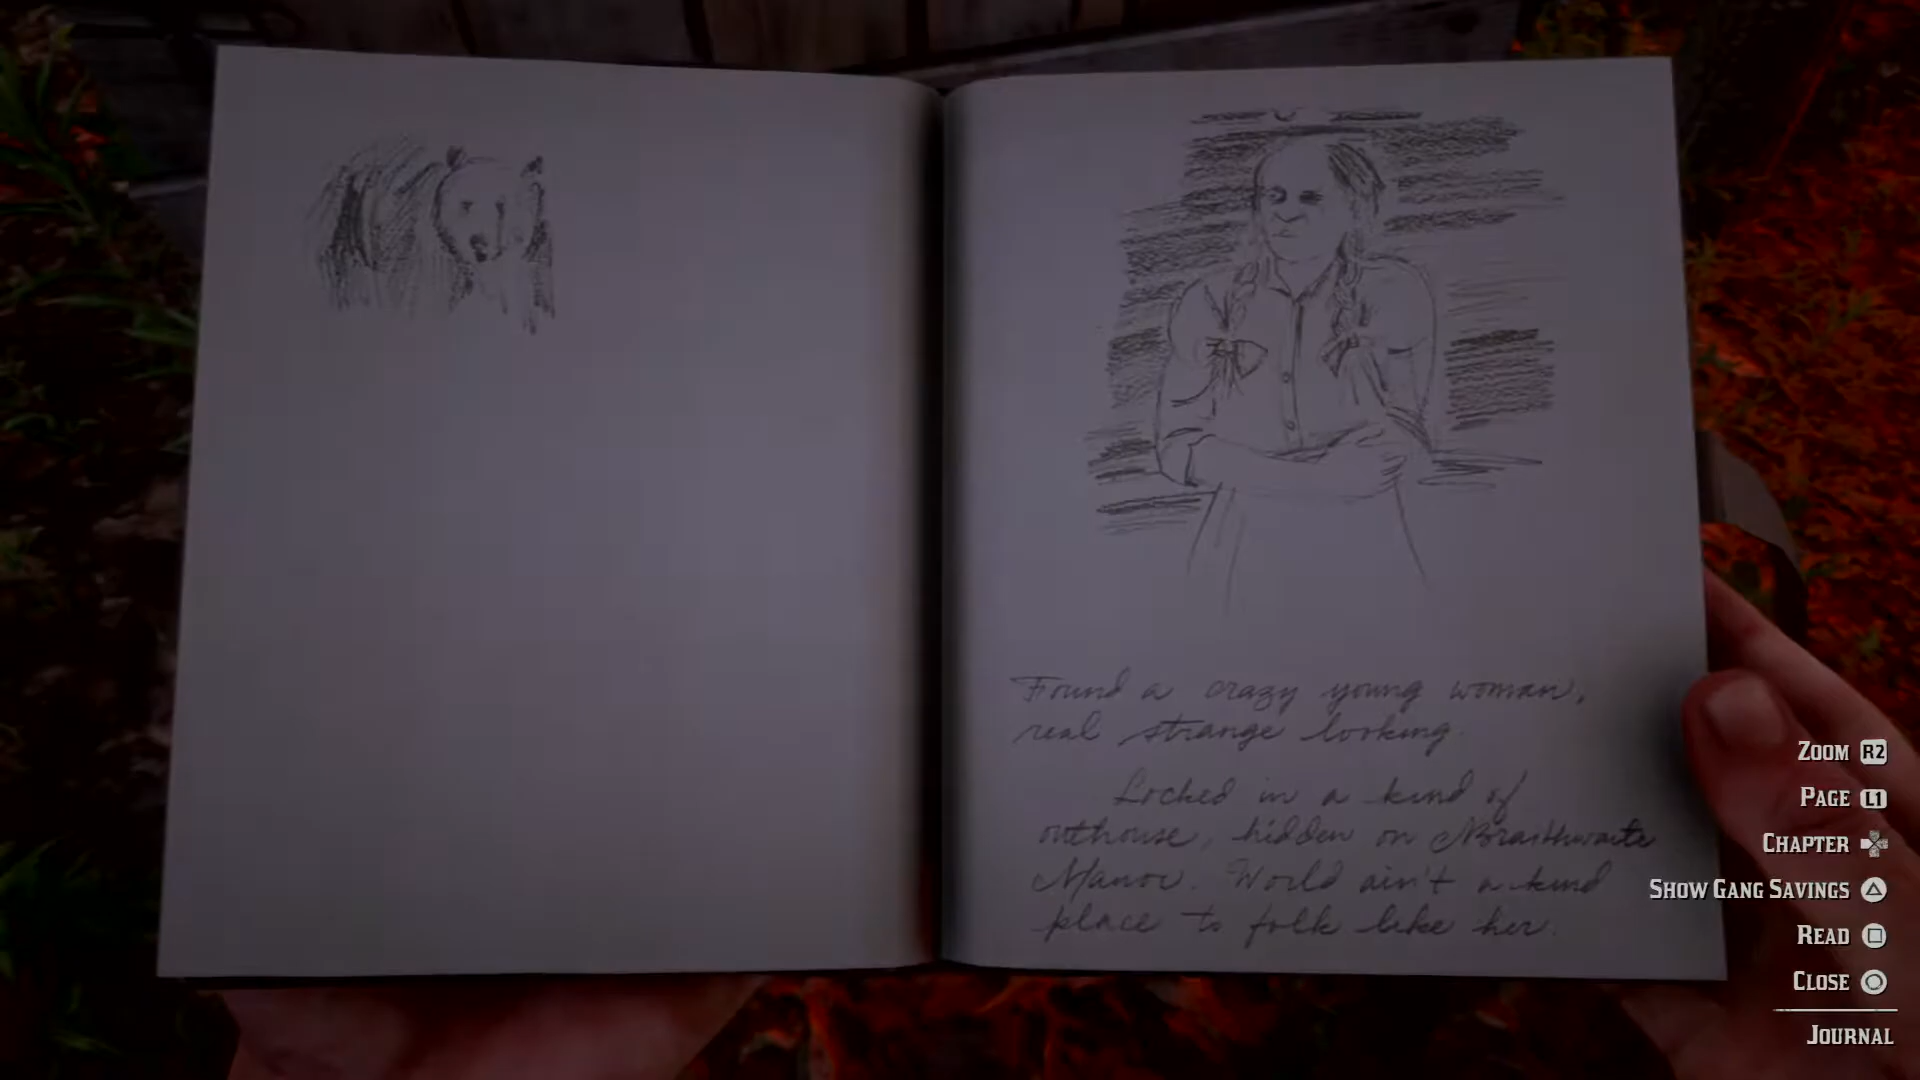 Found a crazy young woman,
real strange looking.
Locked in a kind of
outhouse, hidden on Braithwaite
Manor. World ain't a kind
place to folk like her.
ZOOM R2
PAGE L1
CHAPTER
SHOW GANG SAVINGS
READ
CLOSE
JOURNAL